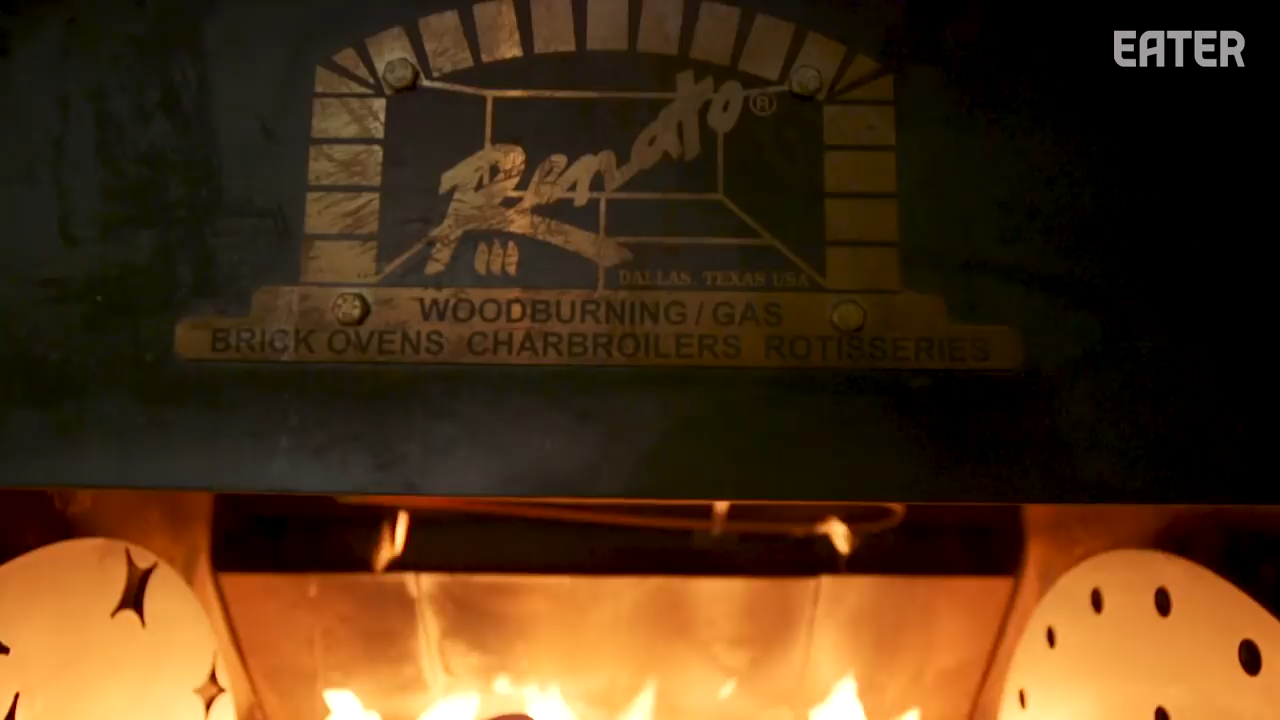 EATER
Renato®
DALLAS, TEXAS USA
WOODBURNING / GAS
BRICK OVENS CHARBROILERS ROTISSERIES